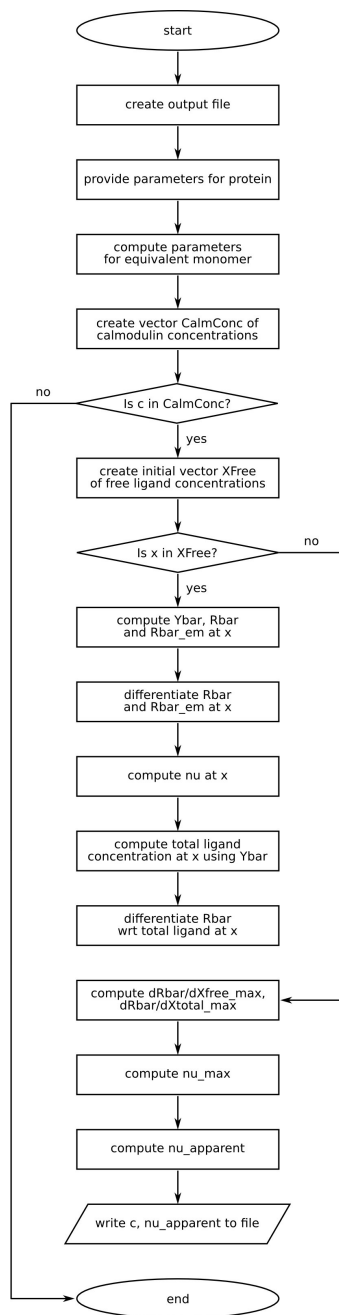 start
create output file
provide parameters for protein
compute parameters
for equivalent monomer
create vector CalmConc of
calmodulin concentrations
no
Is c in CalmConc?
yes
create initial vector XFree
of free ligand concentrations
Is x in XFree?
no
yes
compute Ybar, Rbar
and Rbar_em at x
differentiate Rbar
and Rbar_em at x
compute nu at x
compute total ligand
concentration at x using Ybar
differentiate Rbar
wrt total ligand at x
compute dRbar/dXfree_max,
dRbar/dXtotal_max
compute nu_max
compute nu_apparent
write c, nu_apparent to file
end